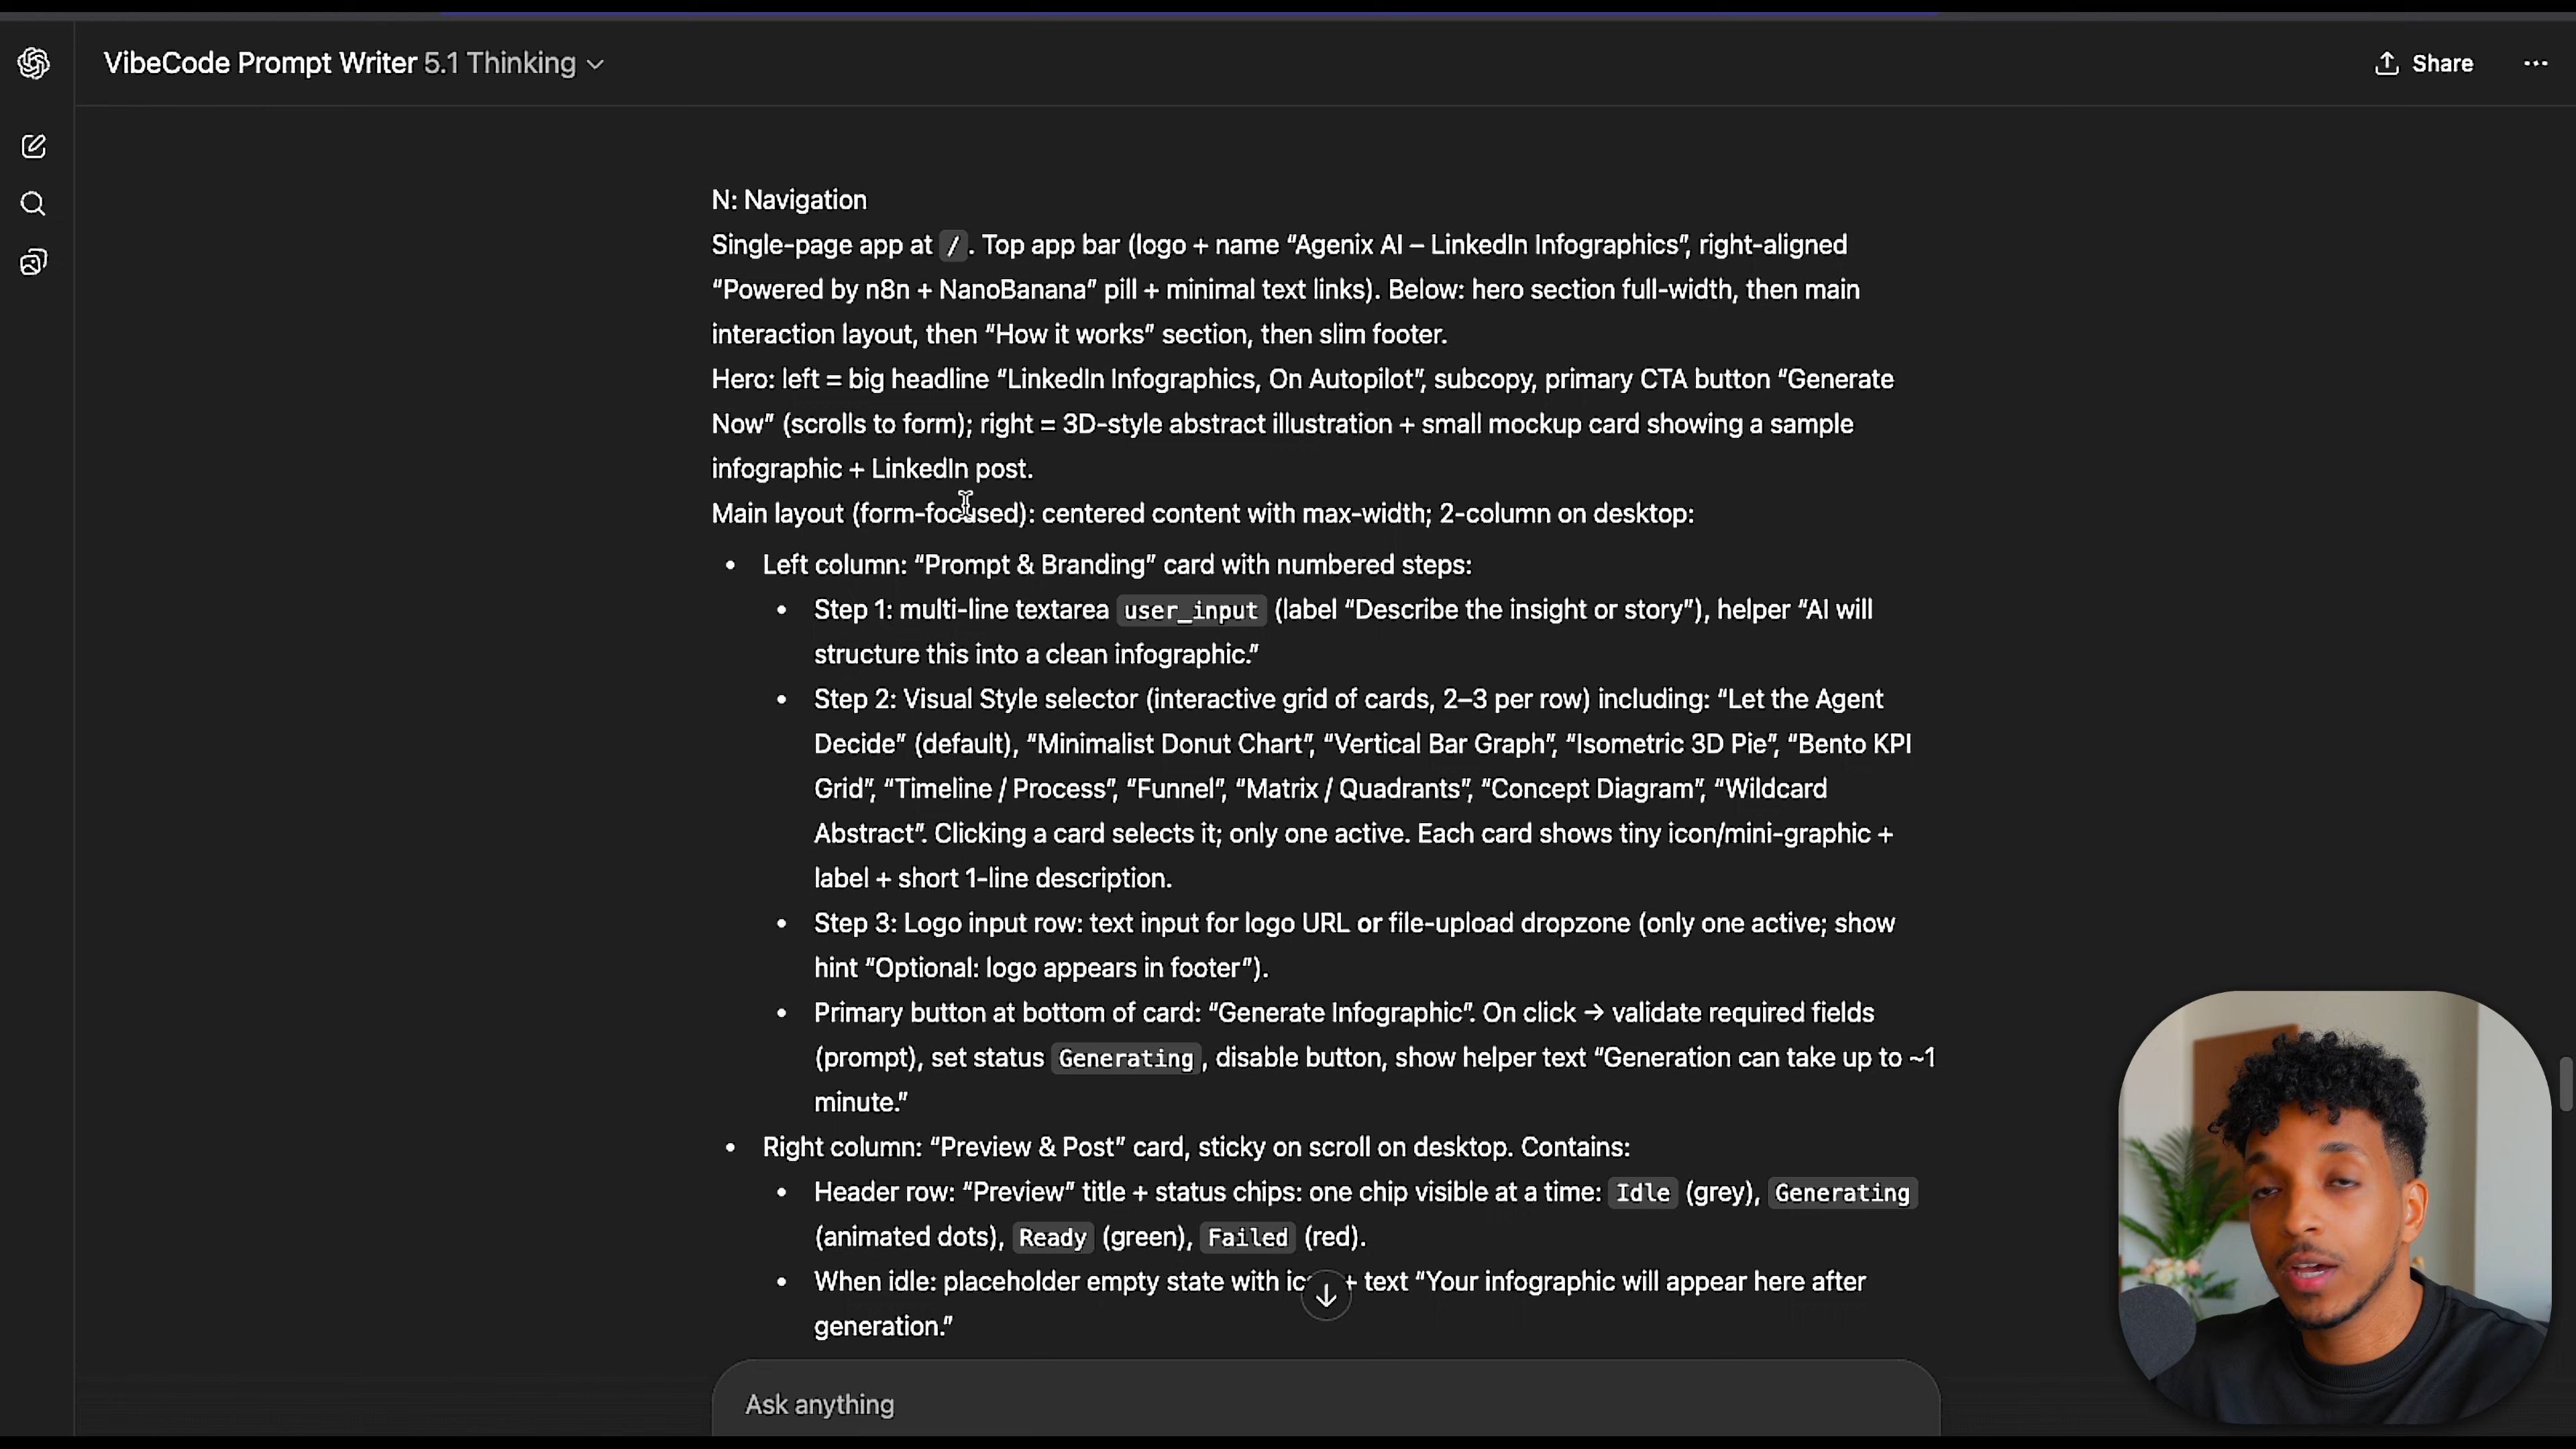 VibeCode Prompt Writer 5.1 Thinking
Share
N: Navigation
Single-page app at /. Top app bar (logo + name “Agenix AI – LinkedIn Infographics”, right-aligned
“Powered by n8n + NanoBanana” pill + minimal text links). Below: hero section full-width, then main
interaction layout, then “How it works” section, then slim footer.
Hero: left = big headline “LinkedIn Infographics, On Autopilot”, subcopy, primary CTA button “Generate
Now” (scrolls to form); right = 3D-style abstract illustration + small mockup card showing a sample
infographic + LinkedIn post.
Main layout (form-focused): centered content with max-width; 2-column on desktop:
• Left column: “Prompt & Branding” card with numbered steps:
• Step 1: multi-line textarea user_input (label “Describe the insight or story”), helper “AI will
structure this into a clean infographic.”
• Step 2: Visual Style selector (interactive grid of cards, 2–3 per row) including: “Let the Agent
Decide” (default), “Minimalist Donut Chart”, “Vertical Bar Graph”, “Isometric 3D Pie”, “Bento KPI
Grid”, “Timeline / Process”, “Funnel”, “Matrix / Quadrants”, “Concept Diagram”, “Wildcard
Abstract”. Clicking a card selects it; only one active. Each card shows tiny icon/mini-graphic +
label + short 1-line description.
• Step 3: Logo input row: text input for logo URL or file-upload dropzone (only one active; show
hint “Optional: logo appears in footer”).
• Primary button at bottom of card: “Generate Infographic”. On click → validate required fields
(prompt), set status Generating, disable button, show helper text “Generation can take up to ~1
minute.”
• Right column: “Preview & Post” card, sticky on scroll on desktop. Contains:
• Header row: “Preview” title + status chips: one chip visible at a time: Idle (grey), Generating
(animated dots), Ready (green), Failed (red).
• When idle: placeholder empty state with + text “Your infographic will appear here after
generation.”
Ask anything